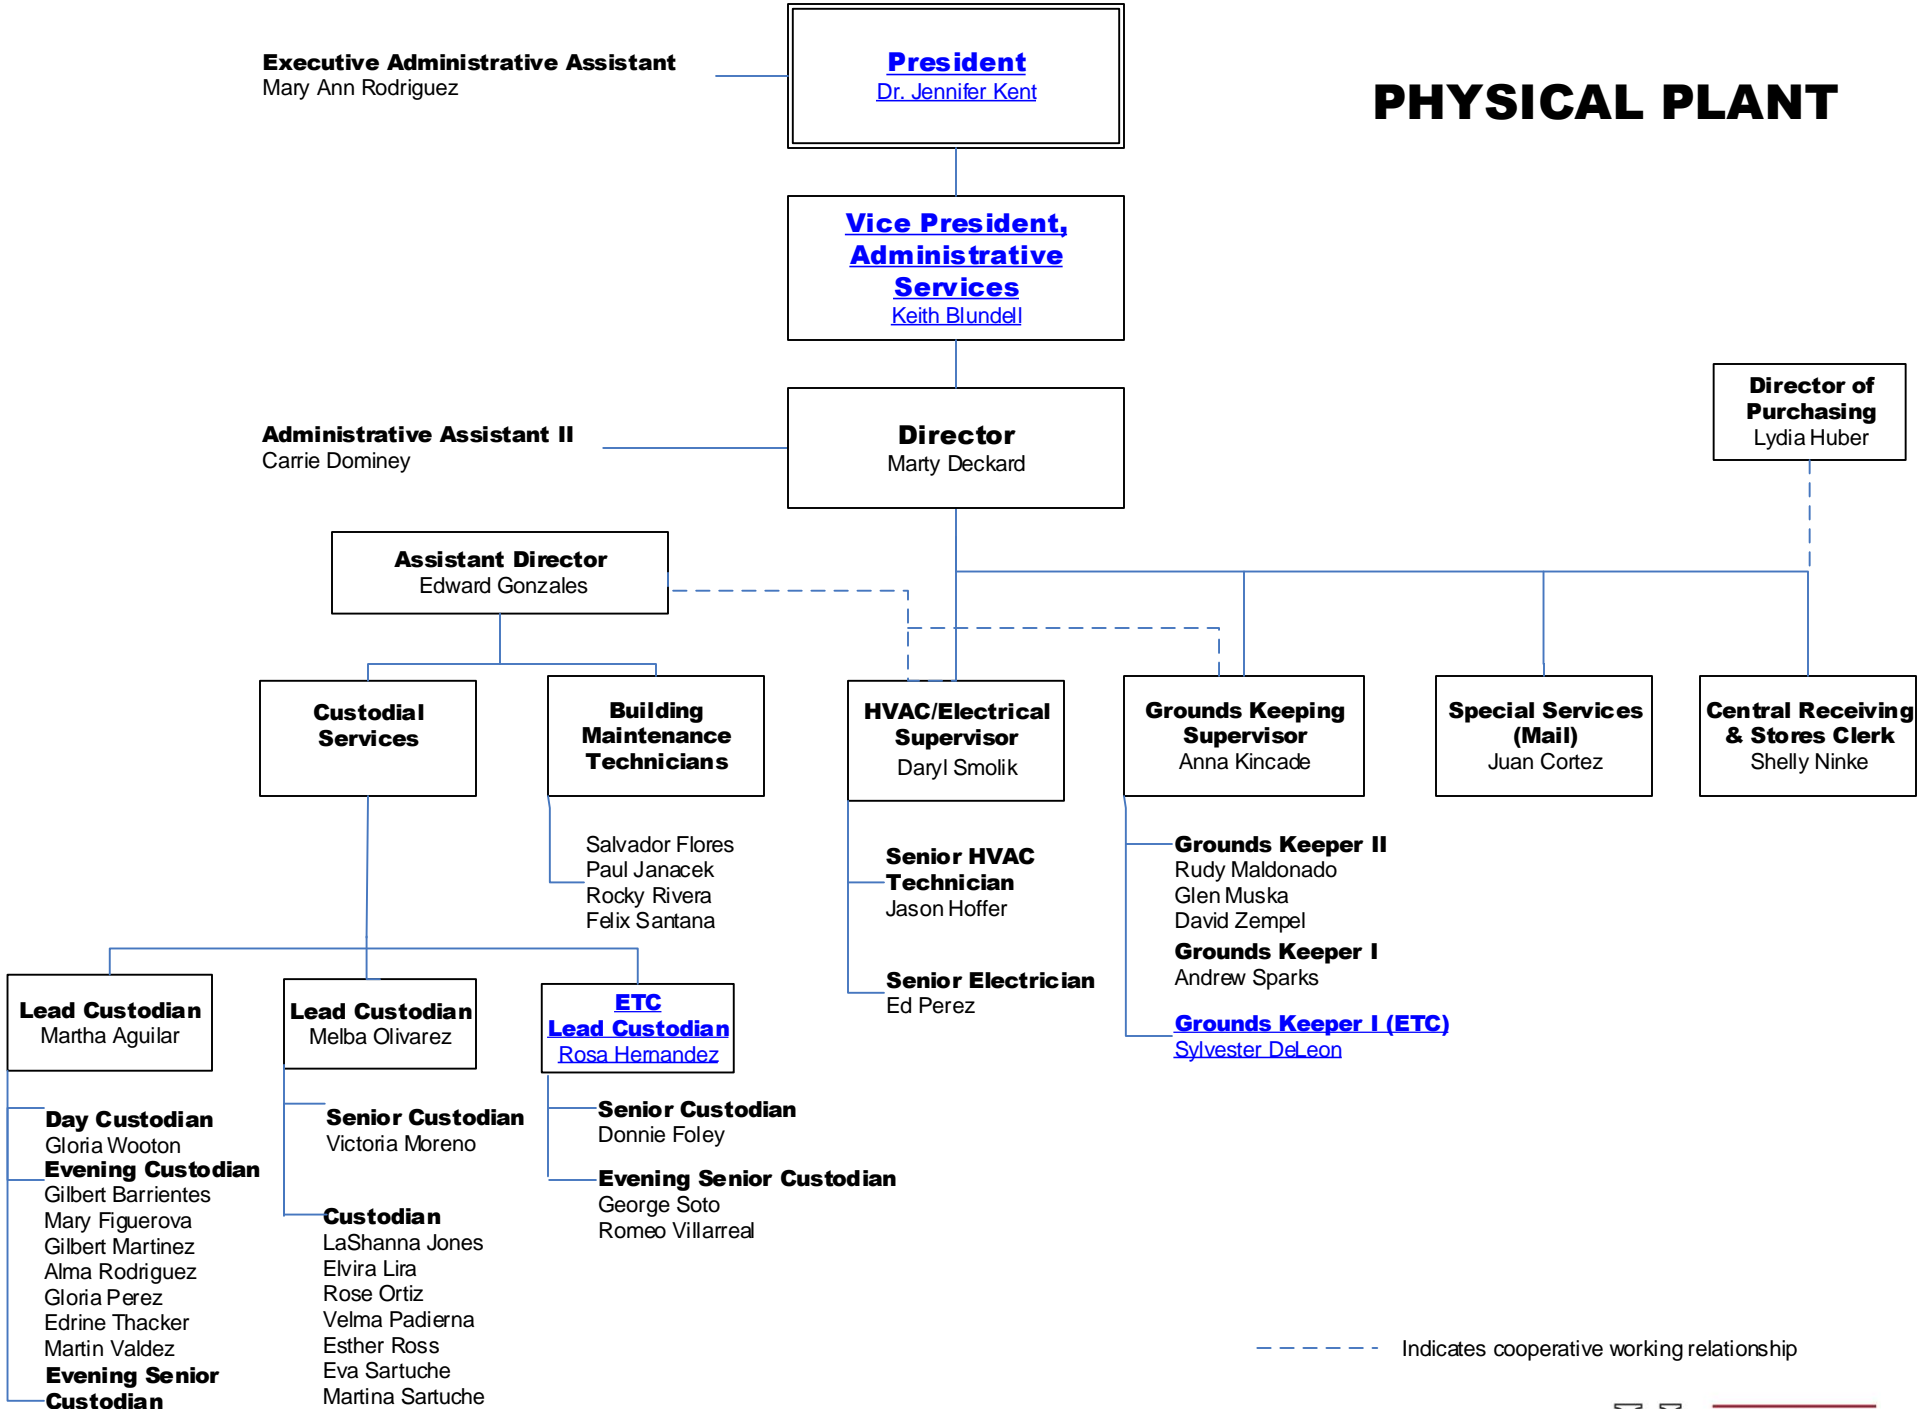 Executive Administrative Assistant
Mary Ann Rodriguez
President
Dr. Jennifer Kent
PHYSICAL PLANT
Vice President,
Administrative
Services
Keith Blundell
Administrative Assistant II
Carrie Dominey
Director
Marty Deckard
Director of
Purchasing
Lydia Huber
Assistant Director
Edward Gonzales
Custodial
Services
Building
Maintenance
Technicians
HVAC/Electrical
Supervisor
Daryl Smolik
Grounds Keeping
Supervisor
Anna Kincade
Special Services
(Mail)
Juan Cortez
Central Receiving
& Stores Clerk
Shelly Ninke
Salvador Flores
Paul Janacek
Rocky Rivera
Felix Santana
Senior HVAC
Technician
Jason Hoffer
Senior Electrician
Ed Perez
Grounds Keeper II
Rudy Maldonado
Glen Muska
David Zempel
Grounds Keeper I
Andrew Sparks
Grounds Keeper I (ETC)
Sylvester DeLeon
Lead Custodian
Martha Aguilar
Lead Custodian
Melba Olivarez
ETC
Lead Custodian
Rosa Hernandez
Day Custodian
Gloria Wooton
Evening Custodian
Gilbert Barrientes
Mary Figuerova
Gilbert Martinez
Alma Rodriguez
Gloria Perez
Edrine Thacker
Martin Valdez
Evening Senior
Custodian
Senior Custodian
Victoria Moreno
Custodian
LaShanna Jones
Elvira Lira
Rose Ortiz
Velma Padierna
Esther Ross
Eva Sartuche
Martina Sartuche
Senior Custodian
Donnie Foley
Evening Senior Custodian
George Soto
Romeo Villarreal
Indicates cooperative working relationship